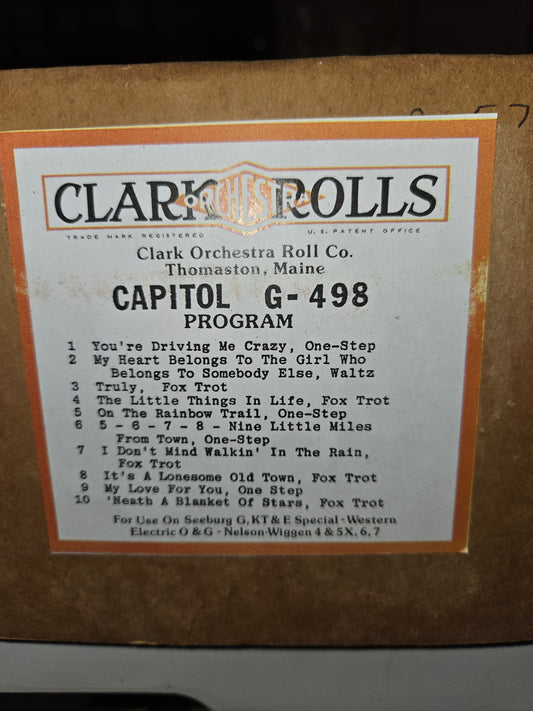 57
CLARK ORCHESTRA ROLLS
TRADE MARK REGISTERED U.S. PATENT OFFICE
Clark Orchestra Roll Co.
Thomaston, Maine
CAPITOL G-498
PROGRAM
1 You're Driving Me Crazy, One-Step
2 My Heart Belongs To The Girl Who
Belongs To Somebody Else, Waltz
3 Truly, Fox Trot
4 The Little Things In Life, Fox Trot
5 On The Rainbow Trail, One-Step
6 5 - 6 - 7 - 8 - Nine Little Miles
From Town, One-Step
7 I Don't Mind Walkin' In The Rain,
Fox Trot
8 It's A Lonesome Old Town, Fox Trot
9 My Love For You, One Step
10 'Neath A Blanket Of Stars, Fox Trot
For Use On Seeburg G, KT & E Special - Western
Electric O & G - Nelson-Wiggen 4 & 5X, 6, 7